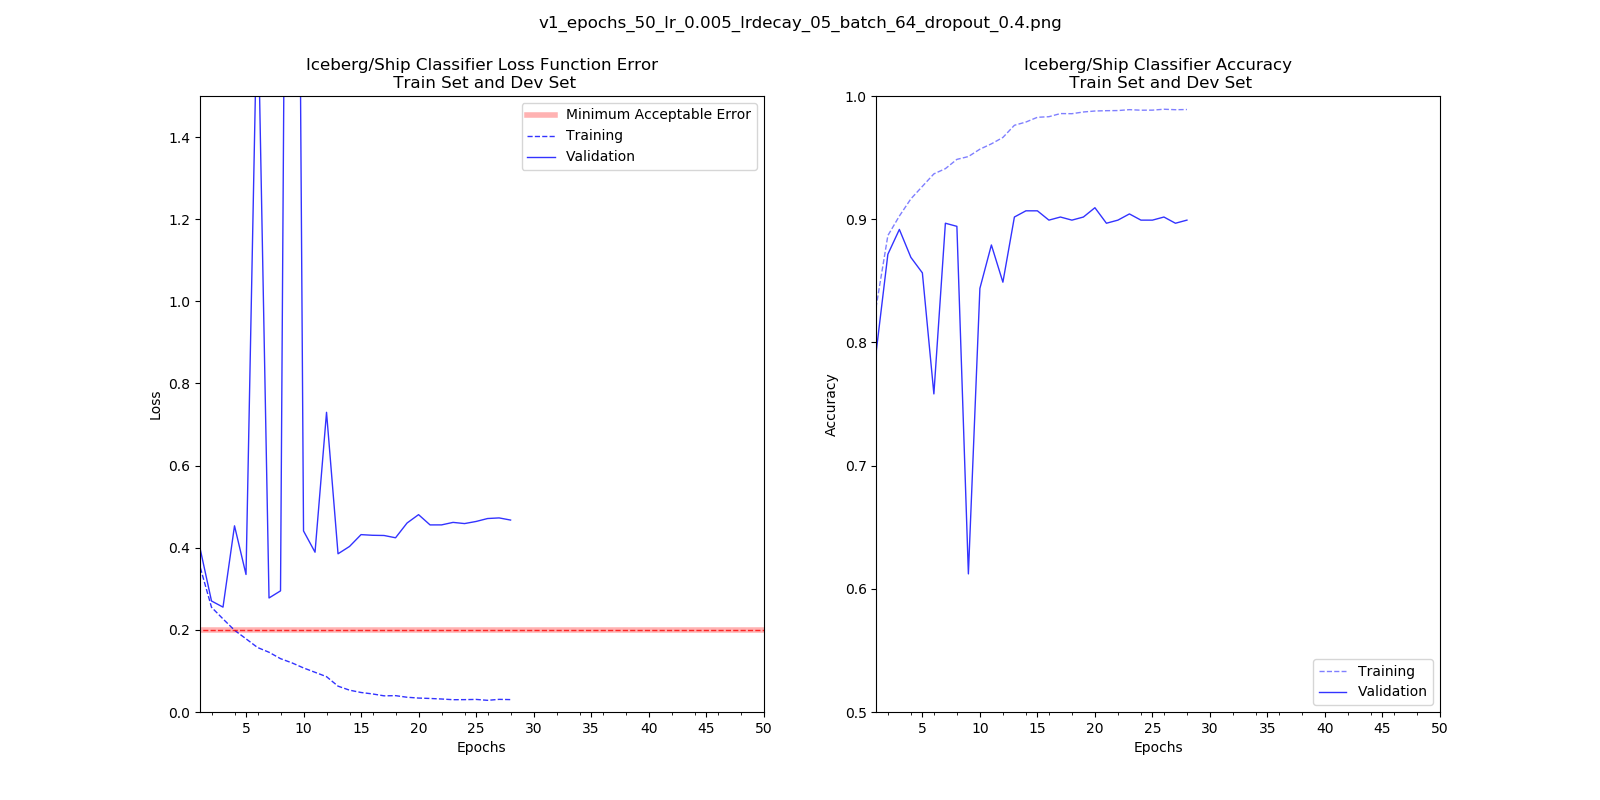 v1_epochs_50_lr_0.005_lrdecay_05_batch_64_dropout_0.4.png
Iceberg/Ship Classifier Loss Function Error
Train Set and Dev Set
Minimum Acceptable Error
Training
Validation
1.4
1.2
1.0
0.8
0.6
0.4
0.2
0.0
Loss
5 10 15 20 25 30 35 40 45 50
Epochs
Iceberg/Ship Classifier Accuracy
Train Set and Dev Set
1.0
0.9
0.8
0.7
0.6
0.5
Accuracy
Training
Validation
5 10 15 20 25 30 35 40 45 50
Epochs